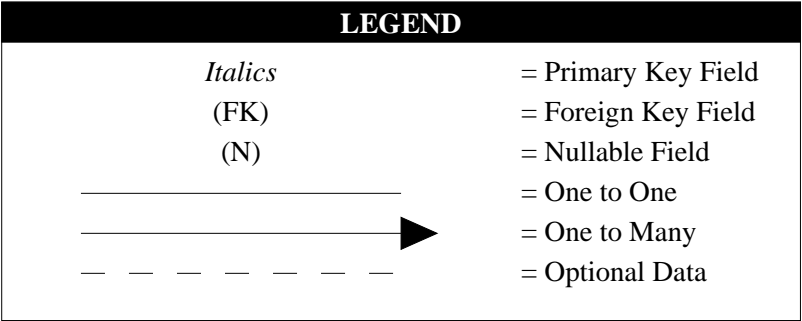 LEGEND
Italics = Primary Key Field
(FK) = Foreign Key Field
(N) = Nullable Field
= One to One
= One to Many
= Optional Data